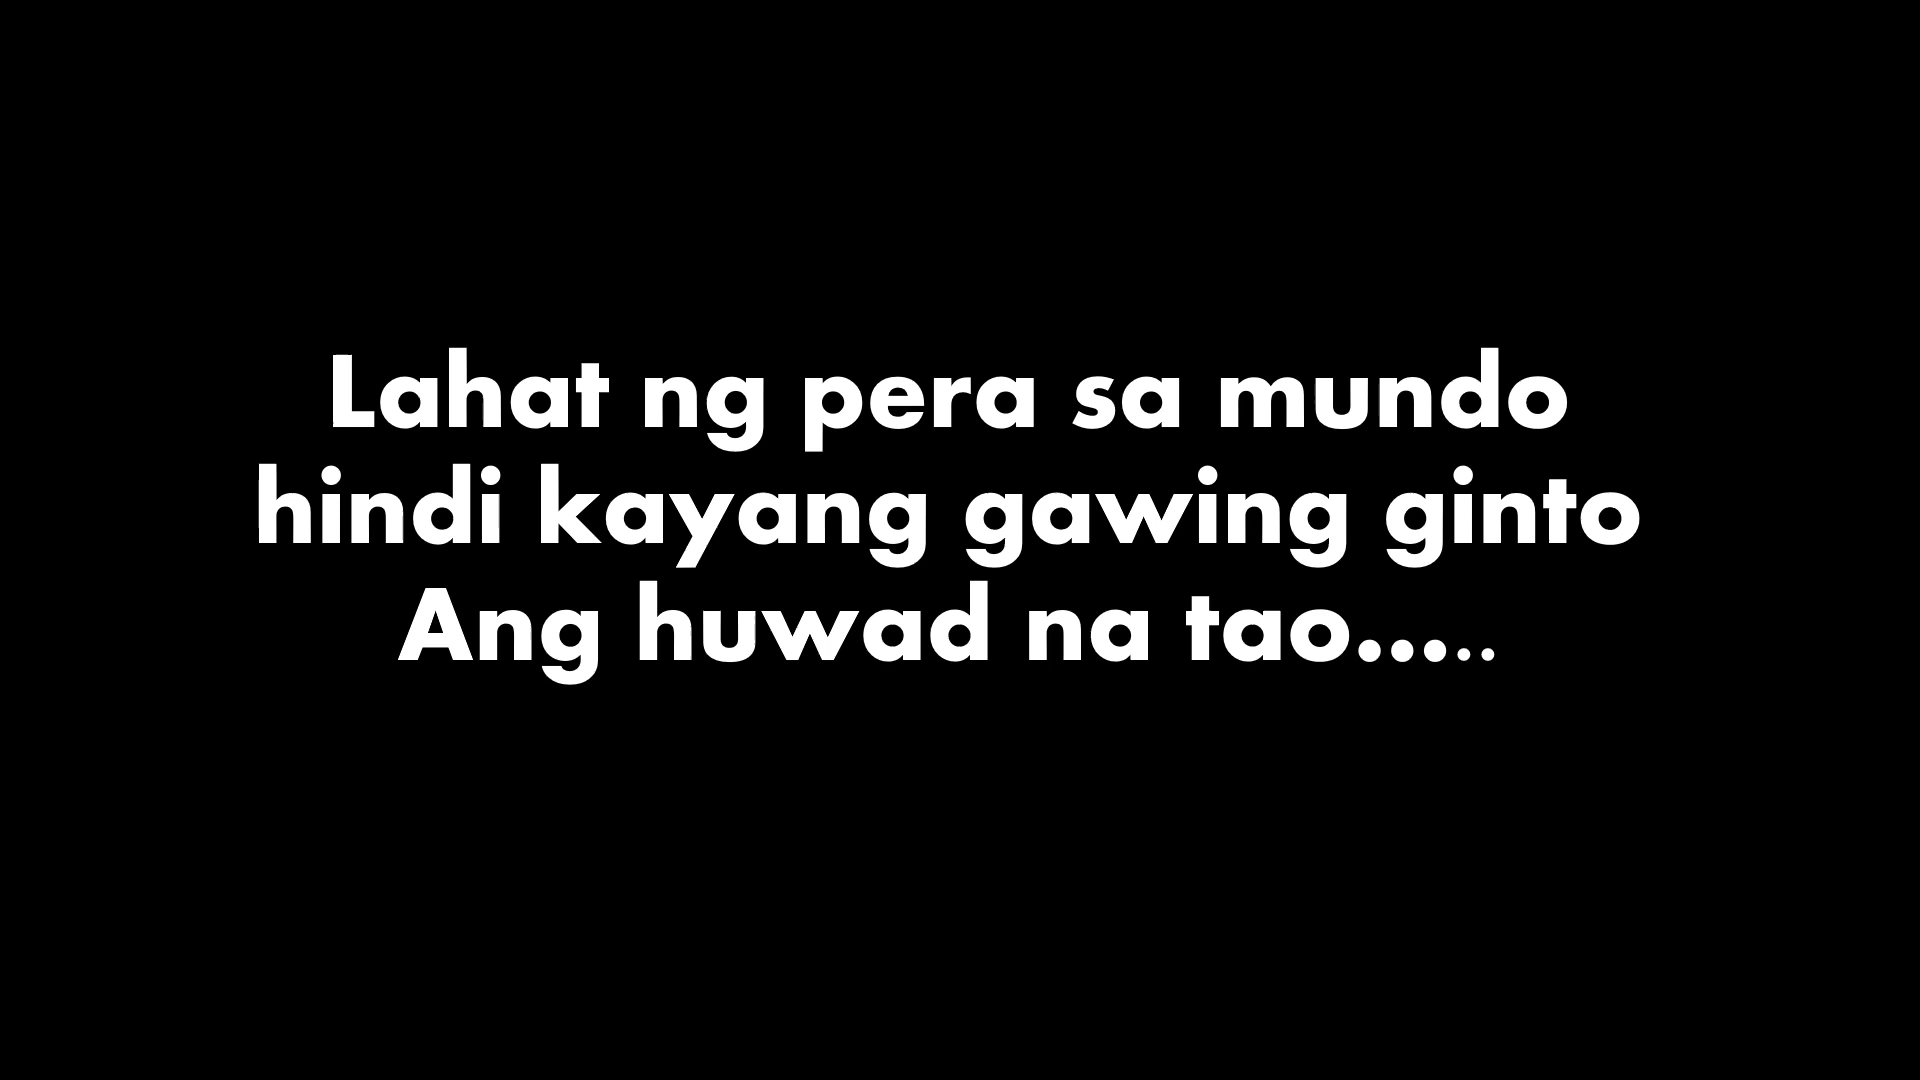 Lahat ng pera sa mundo
hindi kayang gawing ginto
Ang huwad na tao.....